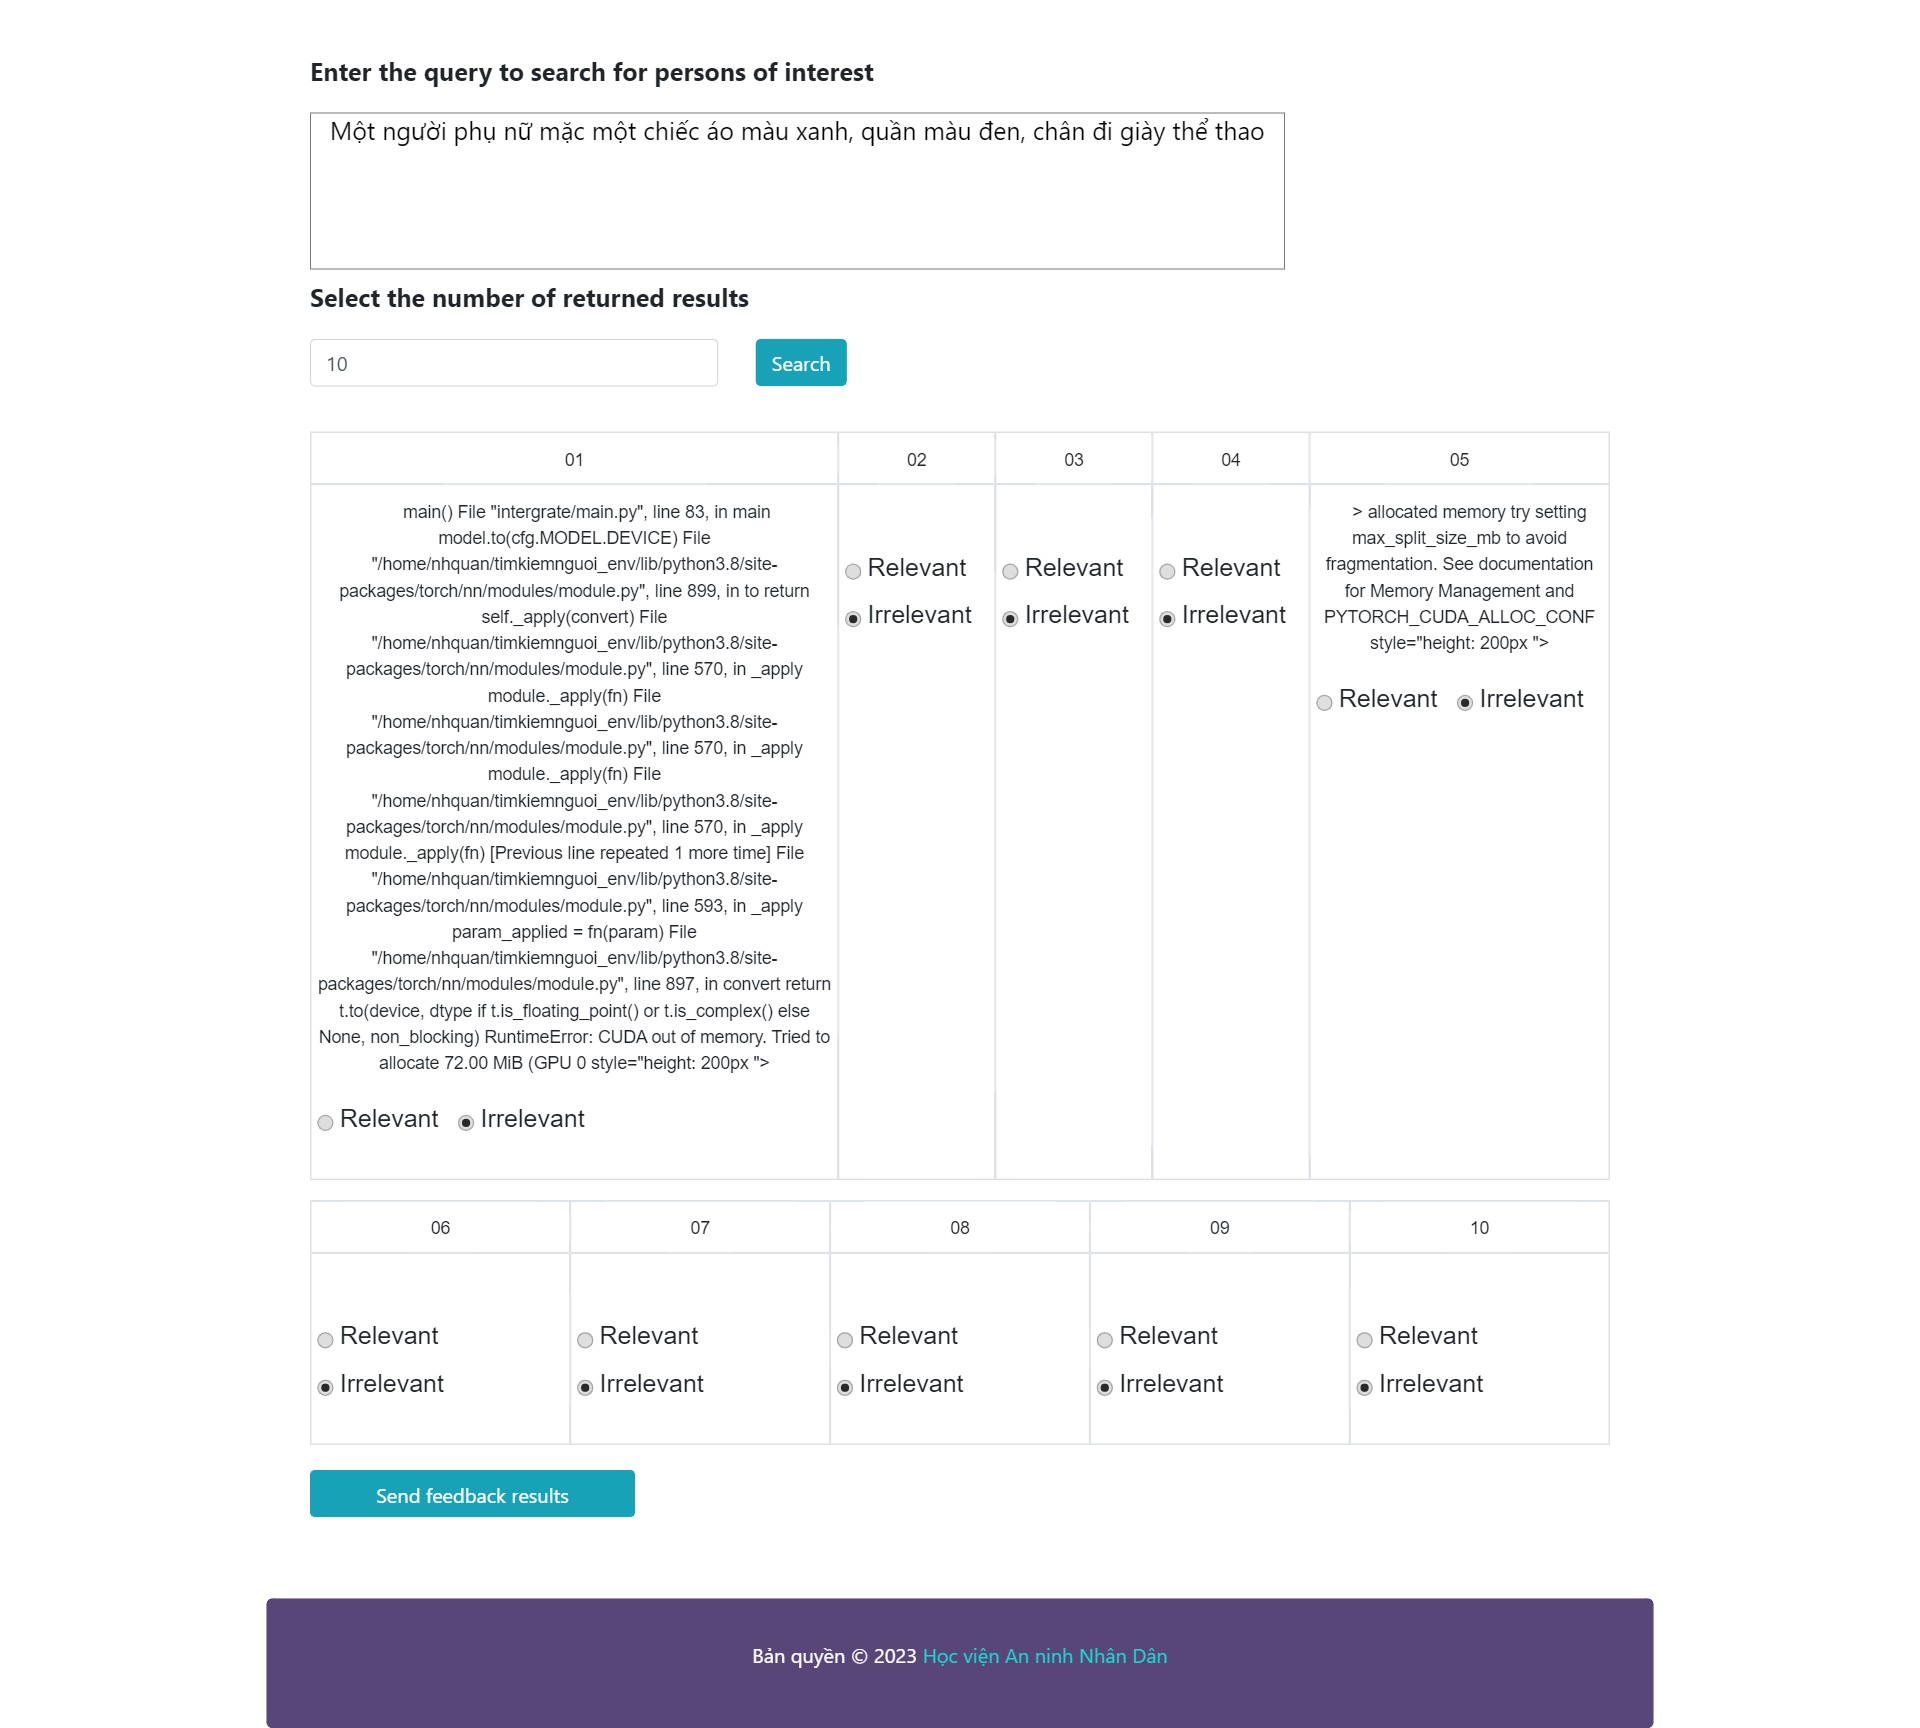 Enter the query to search for persons of interest
Một người phụ nữ mặc một chiếc áo màu xanh, quần màu đen, chân đi giày thể thao
Select the number of returned results
10
Search
01
02
03
04
05
main() File "intergrate/main.py", line 83, in main
model.to(cfg.MODEL.DEVICE) File
"/home/nhquan/timkiemnguoi_env/lib/python3.8/site-
packages/torch/nn/modules/module.py", line 899, in to return
self._apply(convert) File
"/home/nhquan/timkiemnguoi_env/lib/python3.8/site-
packages/torch/nn/modules/module.py", line 570, in _apply
module._apply(fn) File
"/home/nhquan/timkiemnguoi_env/lib/python3.8/site-
packages/torch/nn/modules/module.py", line 570, in _apply
module._apply(fn) File
"/home/nhquan/timkiemnguoi_env/lib/python3.8/site-
packages/torch/nn/modules/module.py", line 570, in _apply
module._apply(fn) [Previous line repeated 1 more time] File
"/home/nhquan/timkiemnguoi_env/lib/python3.8/site-
packages/torch/nn/modules/module.py", line 593, in _apply
param_applied = fn(param) File
"/home/nhquan/timkiemnguoi_env/lib/python3.8/site-
packages/torch/nn/modules/module.py", line 897, in convert return
t.to(device, dtype if t.is_floating_point() or t.is_complex() else
None, non_blocking) RuntimeError: CUDA out of memory. Tried to
allocate 72.00 MiB (GPU 0 style="height: 200px ">
Relevant Irrelevant
Relevant
Irrelevant
Relevant
Irrelevant
Relevant
Irrelevant
> allocated memory try setting
max_split_size_mb to avoid
fragmentation. See documentation
for Memory Management and
PYTORCH_CUDA_ALLOC_CONF
style="height: 200px ">
Relevant Irrelevant
06
07
08
09
10
Relevant
Irrelevant
Relevant
Irrelevant
Relevant
Irrelevant
Relevant
Irrelevant
Relevant
Irrelevant
Send feedback results
Bản quyền © 2023 Học viện An ninh Nhân Dân